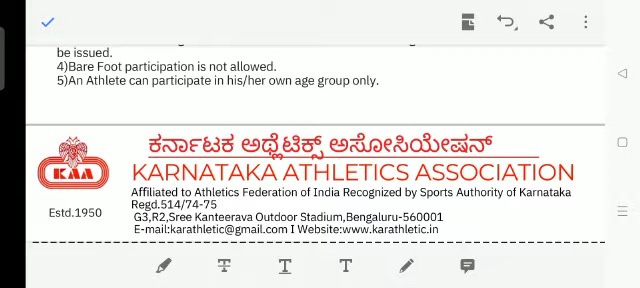 be issued.
4)Bare Foot participation is not allowed.
5)An Athlete can participate in his/her own age group only.
ಕರ್ನಾಟಕ ಅಥ್ಲೆಟಿಕ್ಸ್ ಅಸೋಸಿಯೇಷನ್
KAA
KARNATAKA ATHLETICS ASSOCIATION
Affiliated to Athletics Federation of India Recognized by Sports Authority of Karnataka
Regd.514/74-75
Estd.1950
G3,R2,Sree Kanteerava Outdoor Stadium,Bengaluru-560001
E-mail:karathletic@gmail.com I Website:www.karathletic.in